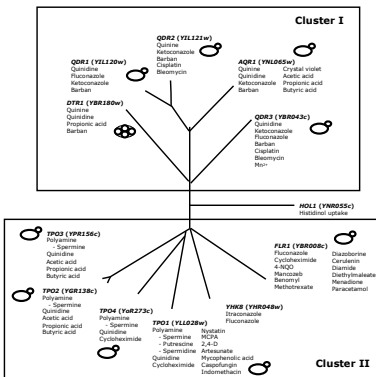 Cluster I
QDR2 (YIL121w)
Quinine
Ketoconazole
Barban
Cisplatin
Bleomycin
QDR1 (YIL120w)
Quinidine
Fluconazole
Ketoconazole
Barban
AQR1 (YNL065w)
Quinine
Quinidine
Ketoconazole
Barban
Crystal violet
Acetic acid
Propionic acid
Butyric acid
DTR1 (YBR180w)
Quinine
Quinidine
Propionic acid
Barban
QDR3 (YBR043c)
Quinidine
Ketoconazole
Fluconazole
Barban
Cisplatin
Bleomycin
Mn²⁺
HOL1 (YNR055c)
Histidinol uptake
TPO3 (YPR156c)
Polyamine
- Spermine
Quinidine
Acetic acid
Propionic acid
Butyric acid
FLR1 (YBR008c)
Fluconazole
Cycloheximide
4-NQO
Mancozeb
Benomyl
Methotrexate
Diazoborine
Cerulenin
Diamide
Diethylmaleate
Menadione
Paracetamol
TPO2 (YGR138c)
Polyamine
- Spermine
Quinidine
Acetic acid
Propionic acid
Butyric acid
YHK8 (YHR048w)
Itraconazole
Fluconazole
TPO4 (YoR273c)
Polyamine
- Spermine
Quinidine
Cycloheximide
TPO1 (YLL028w)
Polyamine
- Spermine
- Putrescine
- Spermidine
Quinidine
Cycloheximide
Nystatin
MCPA
2,4-D
Artesunate
Mycophenolic acid
Caspofungin
Indomethacin
Cluster II